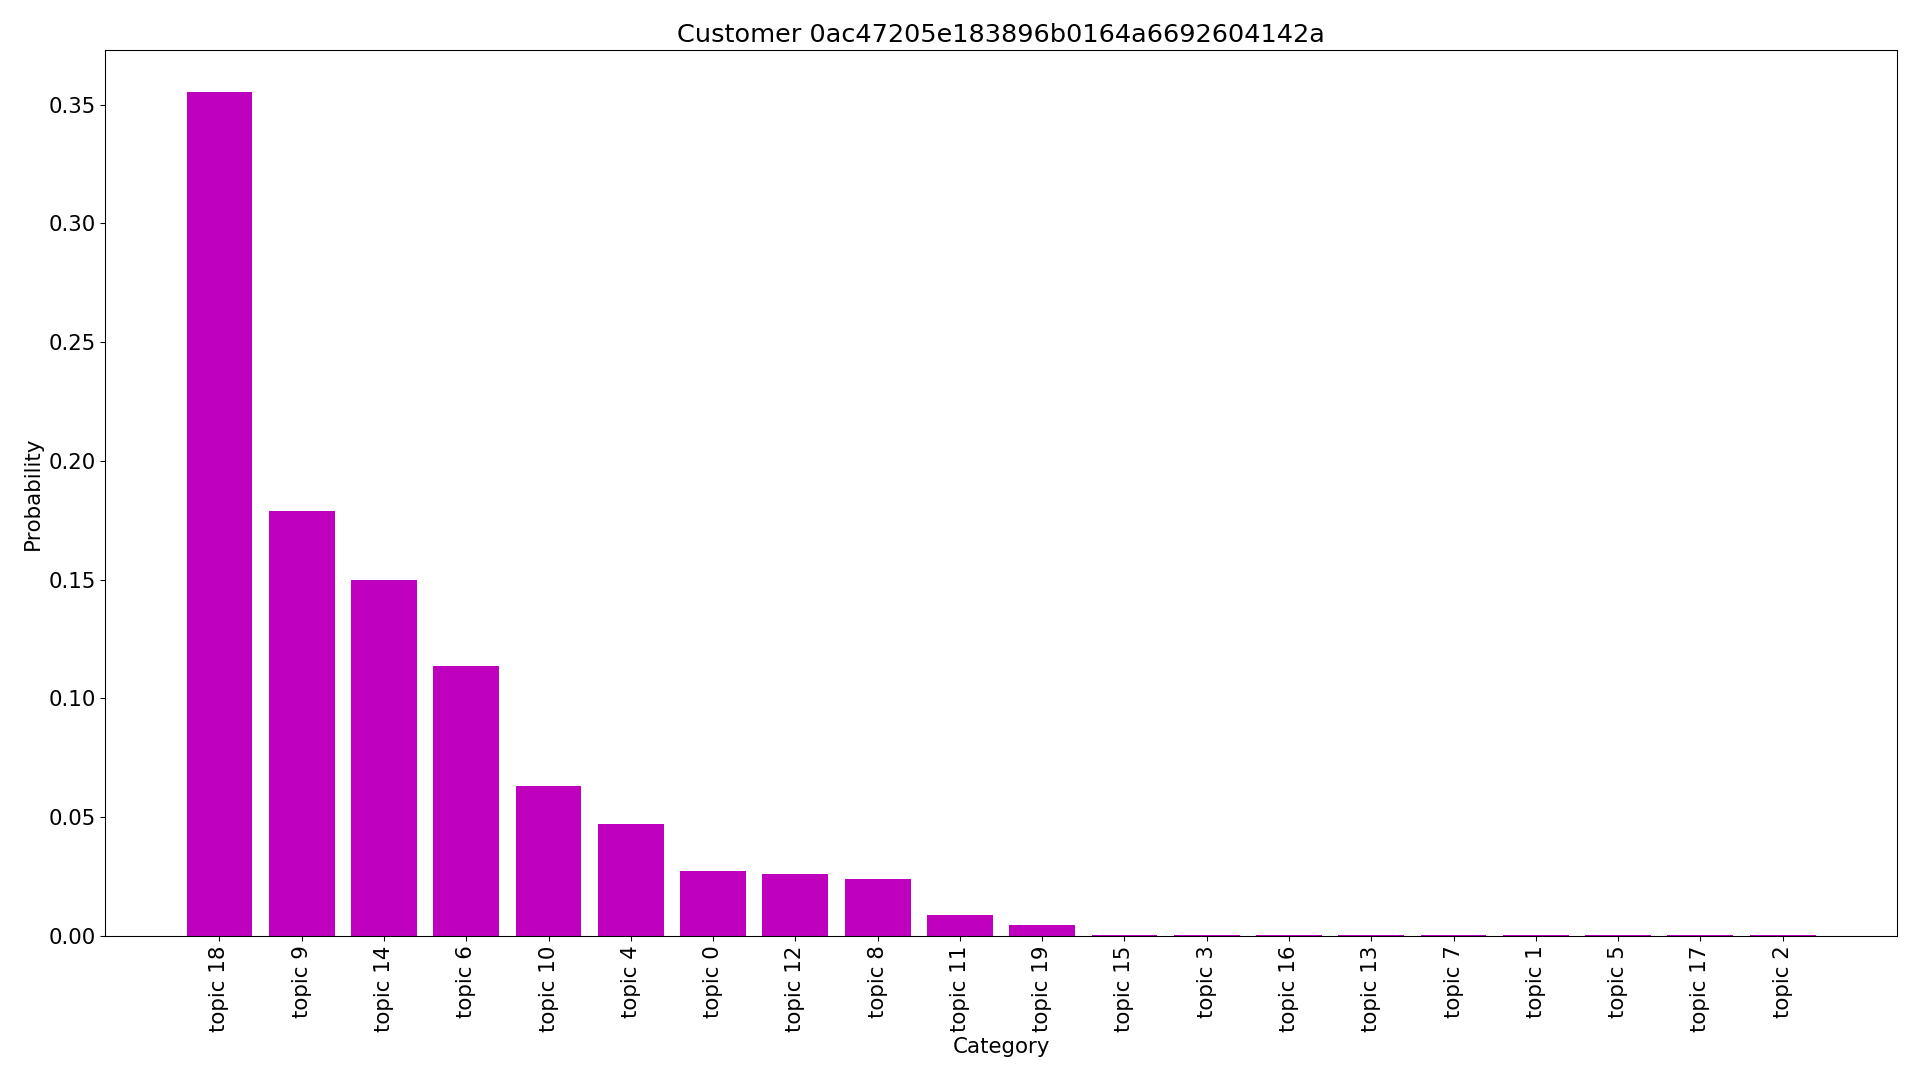 Customer 0ac47205e183896b0164a6692604142a
Probability
0.35
0.30
0.25
0.20
0.15
0.10
0.05
0.00
topic 18
topic 9
topic 14
topic 6
topic 10
topic 4
topic 0
topic 12
topic 8
topic 11
topic 19
topic 15
topic 3
topic 16
topic 13
topic 7
topic 1
topic 5
topic 17
topic 2
Category